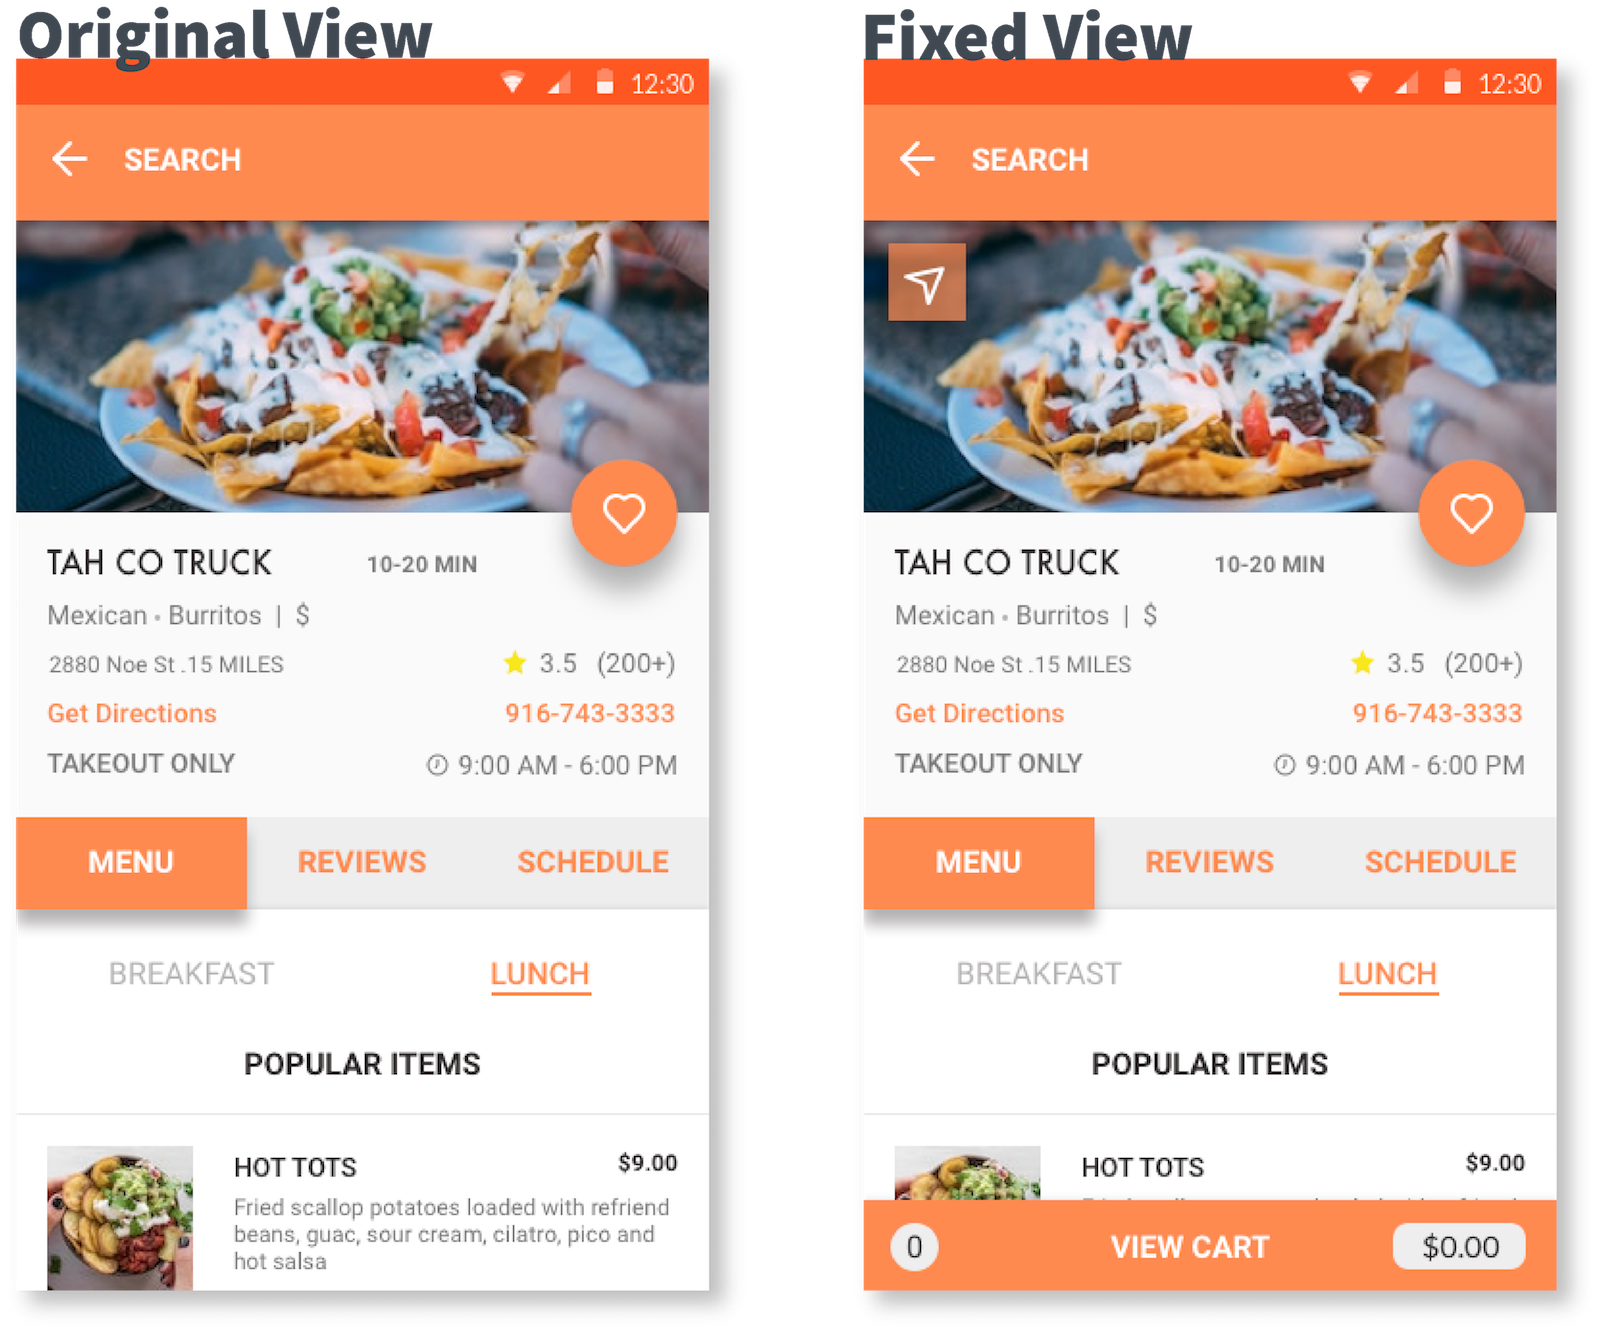 Original View
12:30
SEARCH
TAH CO TRUCK 10-20 MIN
Mexican • Burritos | $
2880 Noe St .15 MILES 3.5 (200+)
Get Directions 916-743-3333
TAKEOUT ONLY 9:00 AM - 6:00 PM
MENU REVIEWS SCHEDULE
BREAKFAST LUNCH
POPULAR ITEMS
HOT TOTS $9.00
Fried scallop potatoes loaded with refriend
beans, guac, sour cream, cilatro, pico and
hot salsa
Fixed View
12:30
SEARCH
TAH CO TRUCK 10-20 MIN
Mexican • Burritos | $
2880 Noe St .15 MILES 3.5 (200+)
Get Directions 916-743-3333
TAKEOUT ONLY 9:00 AM - 6:00 PM
MENU REVIEWS SCHEDULE
BREAKFAST LUNCH
POPULAR ITEMS
HOT TOTS $9.00
0 VIEW CART $0.00